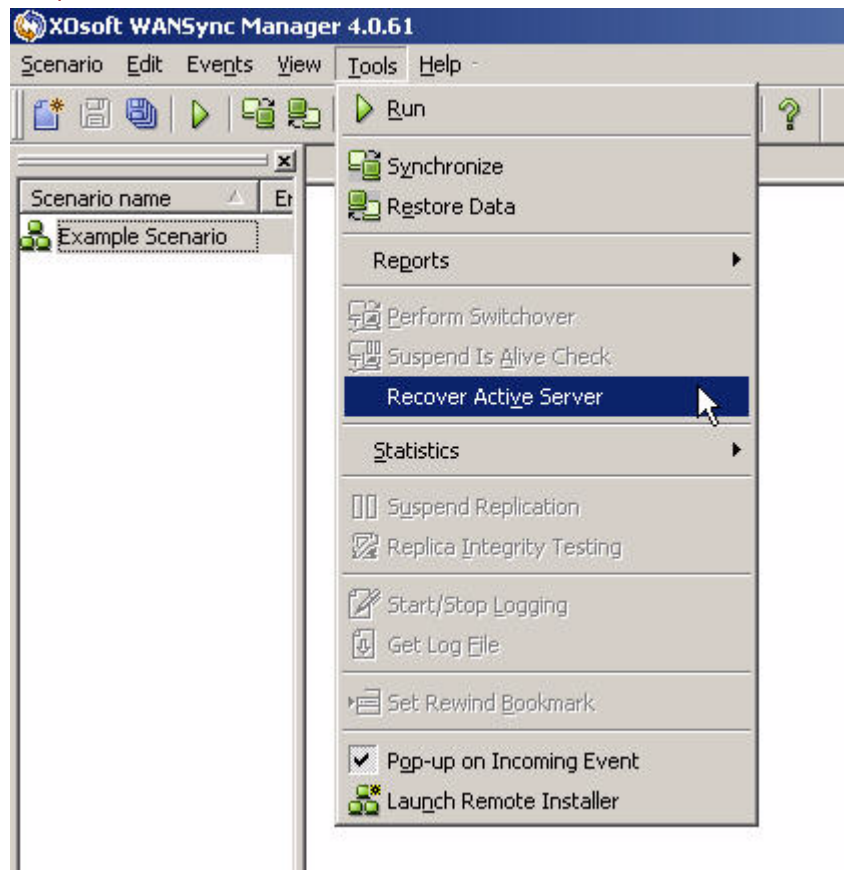 XOsoft WANSync Manager 4.0.61
Scenario Edit Events View Tools Help
Run
Synchronize
Scenario name
Restore Data
Example Scenario
Reports
Perform Switchover
Suspend Is Alive Check
Recover Active Server
Statistics
Suspend Replication
Replica Integrity Testing
Start/Stop Logging
Get Log File
Set Rewind Bookmark
Pop-up on Incoming Event
Launch Remote Installer